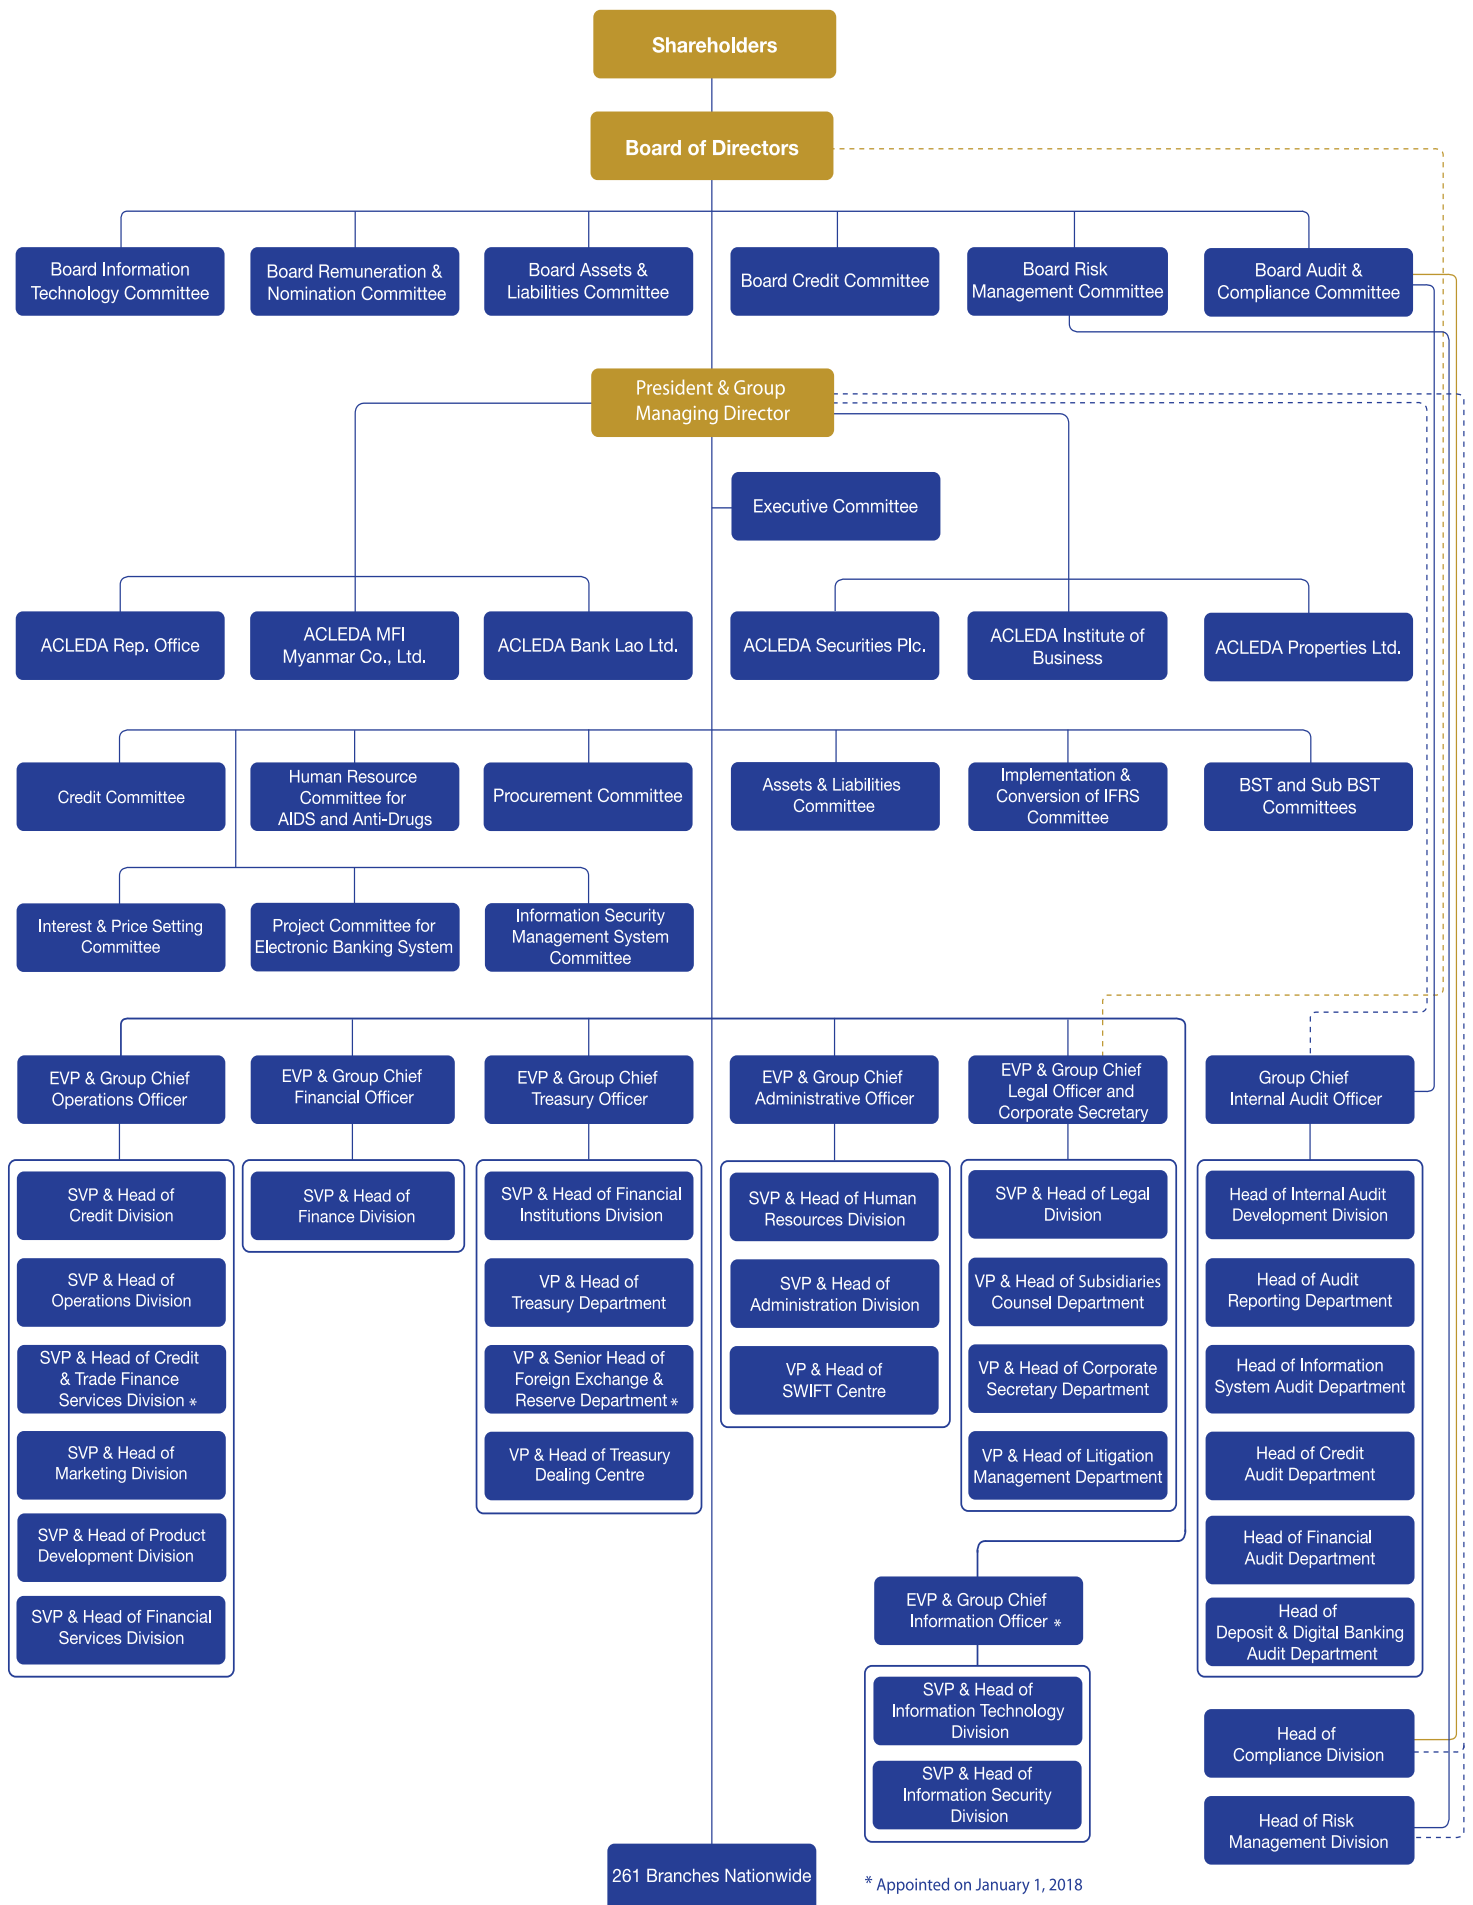 Shareholders
Board of Directors
Board Information
Technology Committee
Board Remuneration &
Nomination Committee
Board Assets &
Liabilities Committee
Board Credit Committee
Board Risk
Management Committee
Board Audit &
Compliance Committee
President & Group
Managing Director
Executive Committee
ACLEDA Rep. Office
ACLEDA MFI
Myanmar Co., Ltd.
ACLEDA Bank Lao Ltd.
ACLEDA Securities Plc.
ACLEDA Institute of
Business
ACLEDA Properties Ltd.
Credit Committee
Human Resource
Committee for
AIDS and Anti-Drugs
Procurement Committee
Assets & Liabilities
Committee
Implementation &
Conversion of IFRS
Committee
BST and Sub BST
Committees
Interest & Price Setting
Committee
Project Committee for
Electronic Banking System
Information Security
Management System
Committee
EVP & Group Chief
Operations Officer
EVP & Group Chief
Financial Officer
EVP & Group Chief
Treasury Officer
EVP & Group Chief
Administrative Officer
EVP & Group Chief
Legal Officer and
Corporate Secretary
Group Chief
Internal Audit Officer
SVP & Head of
Credit Division
SVP & Head of
Operations Division
SVP & Head of Credit
& Trade Finance
Services Division *
SVP & Head of
Marketing Division
SVP & Head of Product
Development Division
SVP & Head of Financial
Services Division
SVP & Head of
Finance Division
SVP & Head of Financial
Institutions Division
VP & Head of
Treasury Department
VP & Senior Head of
Foreign Exchange &
Reserve Department *
VP & Head of Treasury
Dealing Centre
SVP & Head of Human
Resources Division
SVP & Head of
Administration Division
VP & Head of
SWIFT Centre
SVP & Head of Legal
Division
VP & Head of Subsidiaries
Counsel Department
VP & Head of Corporate
Secretary Department
VP & Head of Litigation
Management Department
Head of Internal Audit
Development Division
Head of Audit
Reporting Department
Head of Information
System Audit Department
Head of Credit
Audit Department
Head of Financial
Audit Department
Head of
Deposit & Digital Banking
Audit Department
EVP & Group Chief
Information Officer *
SVP & Head of
Information Technology
Division
SVP & Head of
Information Security
Division
Head of
Compliance Division
Head of Risk
Management Division
261 Branches Nationwide
* Appointed on January 1, 2018